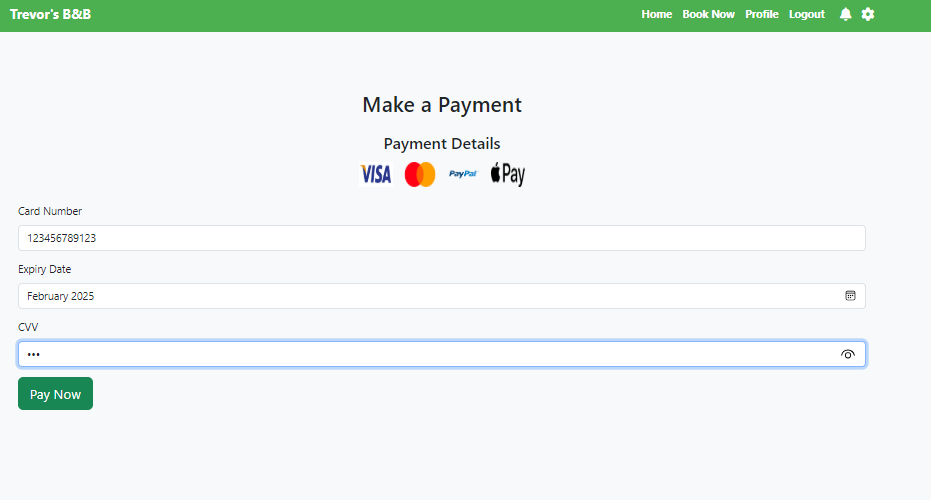 Trevor's B&B Home Book Now Profile Logout
Make a Payment
Payment Details
VISA PayPal Pay
Card Number
123456789123
Expiry Date
February 2025
CVV
•••
Pay Now